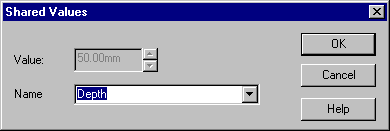 Shared Values
Value: 50.00mm
Name Depth
OK
Cancel
Help